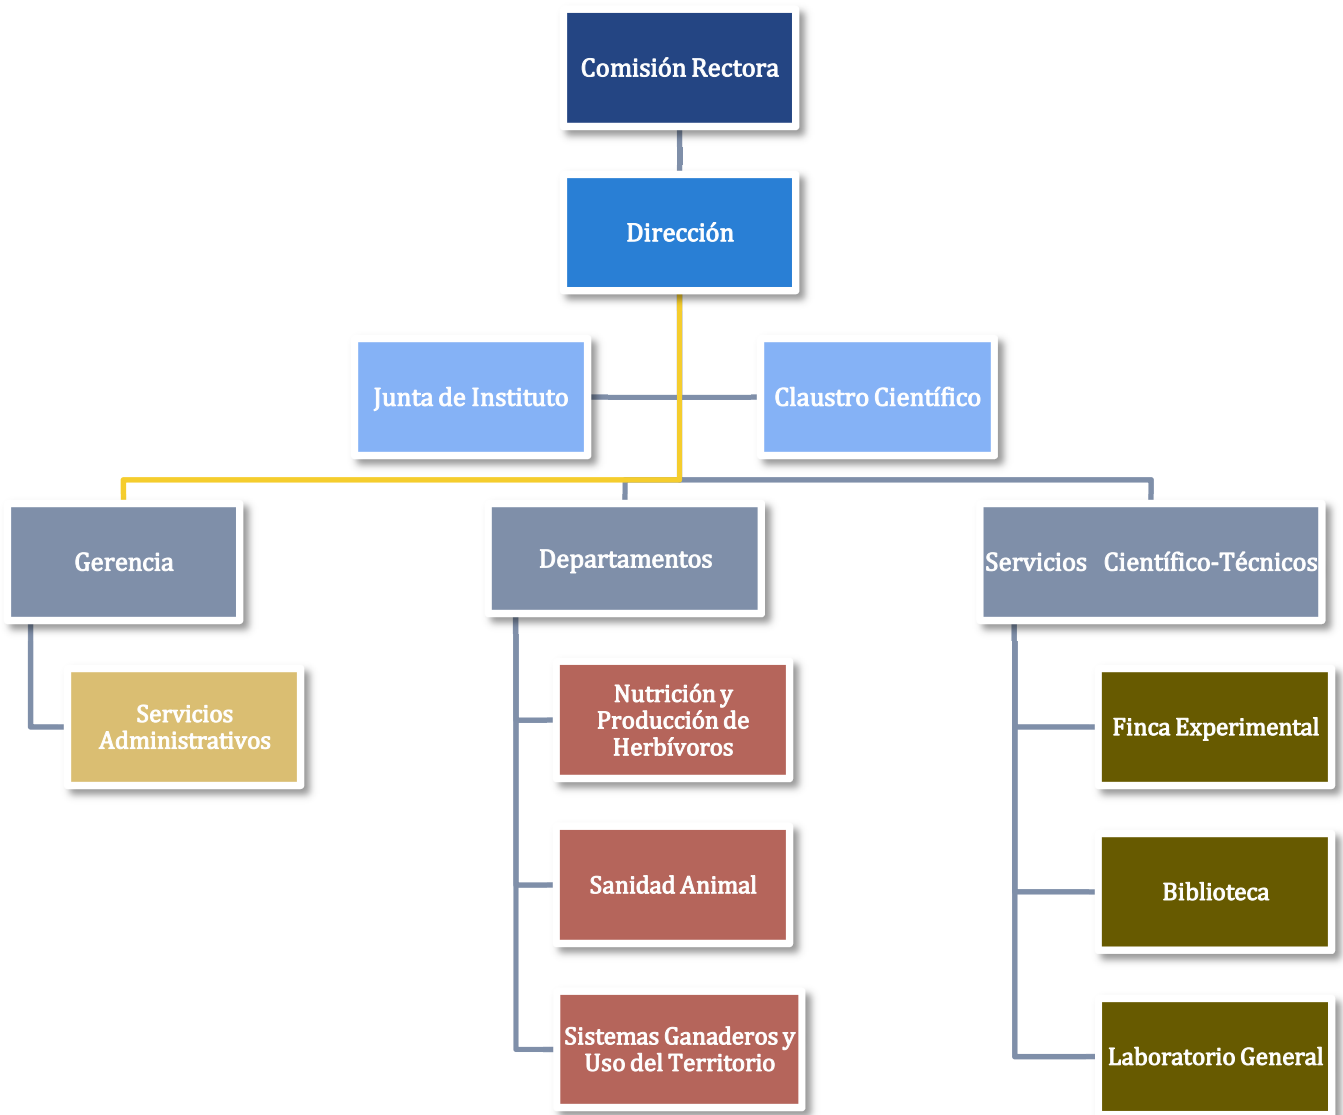 Comisión Rectora
Dirección
Junta de Instituto
Claustro Científico
Gerencia
Departamentos
Servicios Científico-Técnicos
Servicios
Administrativos
Nutrición y
Producción de
Herbívoros
Finca Experimental
Sanidad Animal
Biblioteca
Sistemas Ganaderos y
Uso del Territorio
Laboratorio General